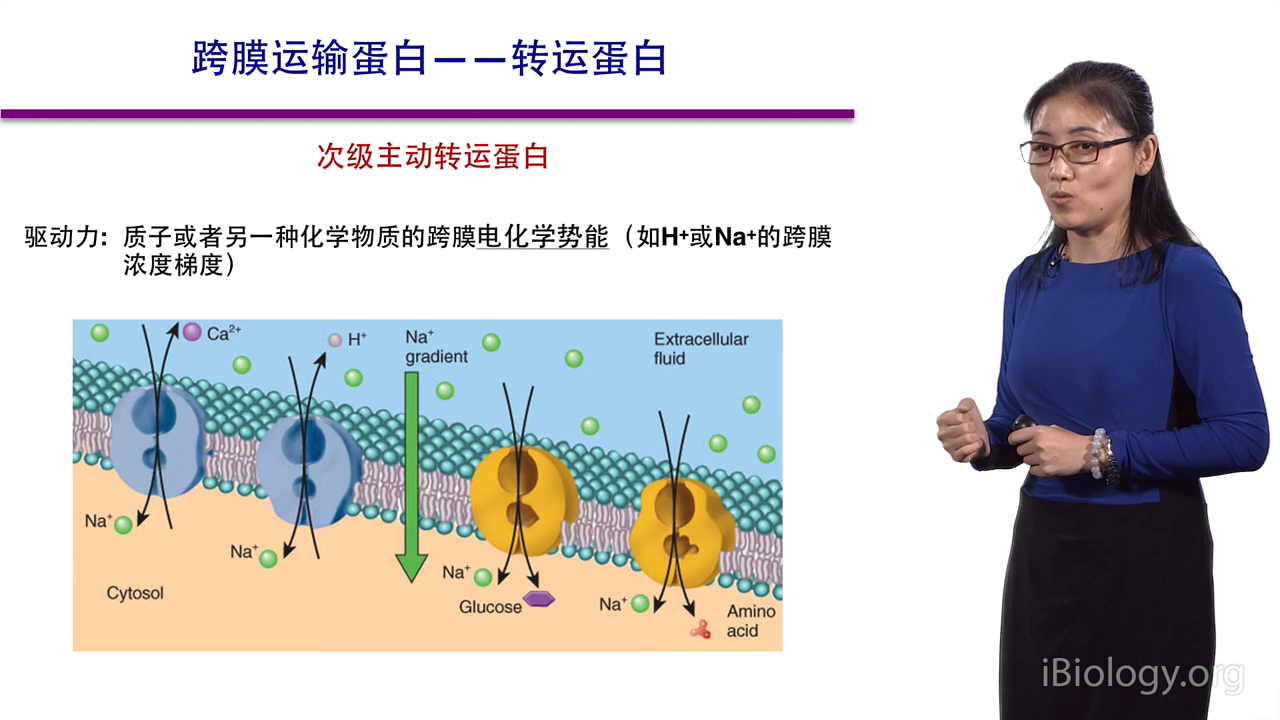 跨膜运输蛋白——转运蛋白
次级主动转运蛋白
驱动力: 质子或者另一种化学物质的跨膜电化学势能（如H+或Na+的跨膜
浓度梯度）
Ca2+
H+
Na+
gradient
Extracellular
fluid
Na+
Na+
Na+
Glucose
Na+
Amino
acid
Cytosol
iBiology.org